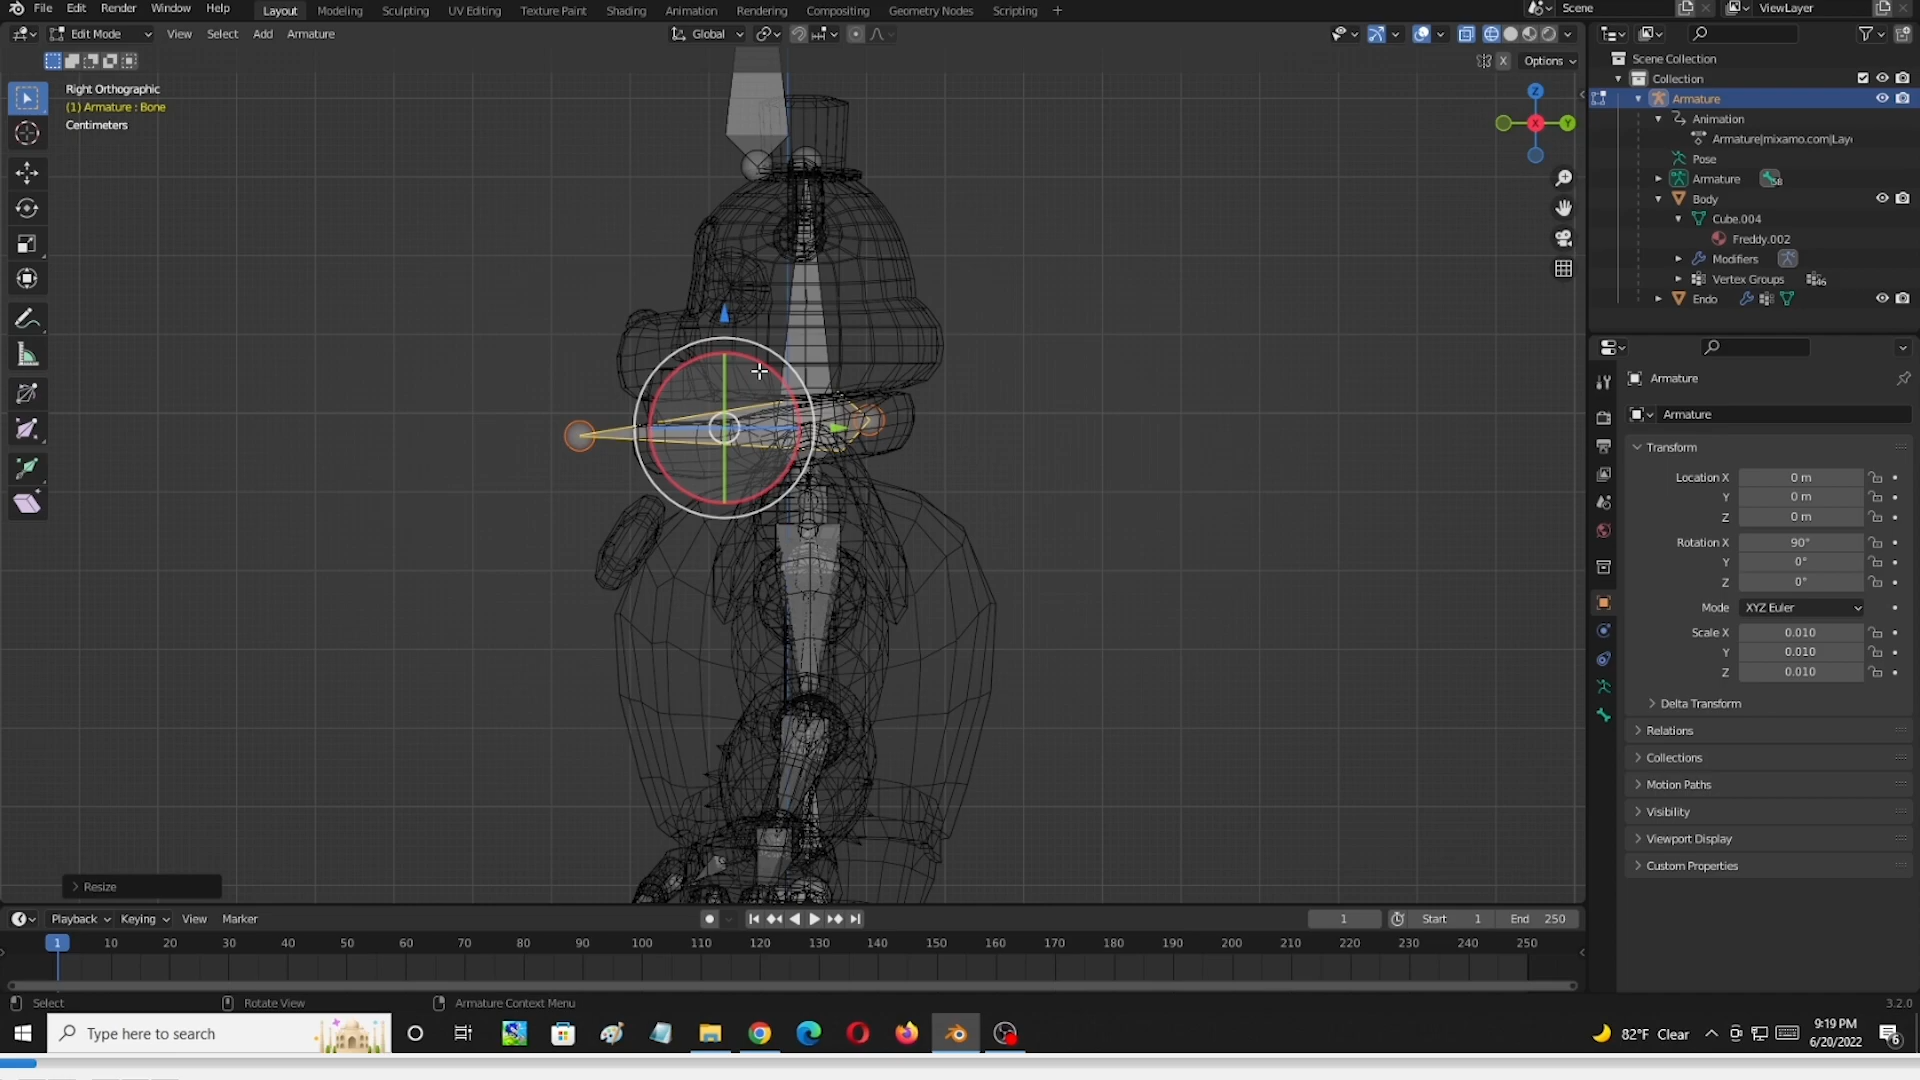 File Edit Render Window Help Layout Modeling Sculpting UV Editing Texture Paint Shading Animation Rendering Compositing Geometry Nodes Scripting + Scene ViewLayer
Edit Mode View Select Add Armature Global
X Options
Right Orthographic
(1) Armature : Bone
Centimeters
Z
X
Y
Scene Collection
Collection
Armature
Animation
Armature|mixamo.com|Laye
Pose
Armature 58
Body
Cube.004
Freddy.002
Modifiers
Vertex Groups 46
Endo
Armature
Armature
Transform
Location X 0 m
Y 0 m
Z 0 m
Rotation X 90°
Y 0°
Z 0°
Mode XYZ Euler
Scale X 0.010
Y 0.010
Z 0.010
Delta Transform
Relations
Collections
Motion Paths
Visibility
Viewport Display
Custom Properties
Resize
Playback Keying View Marker 1 Start 1 End 250
1 10 20 30 40 50 60 70 80 90 100 110 120 130 140 150 160 170 180 190 200 210 220 230 240 250
Select Rotate View Armature Context Menu 3.2.0
Type here to search 82°F Clear 9:19 PM
6/20/2022 6